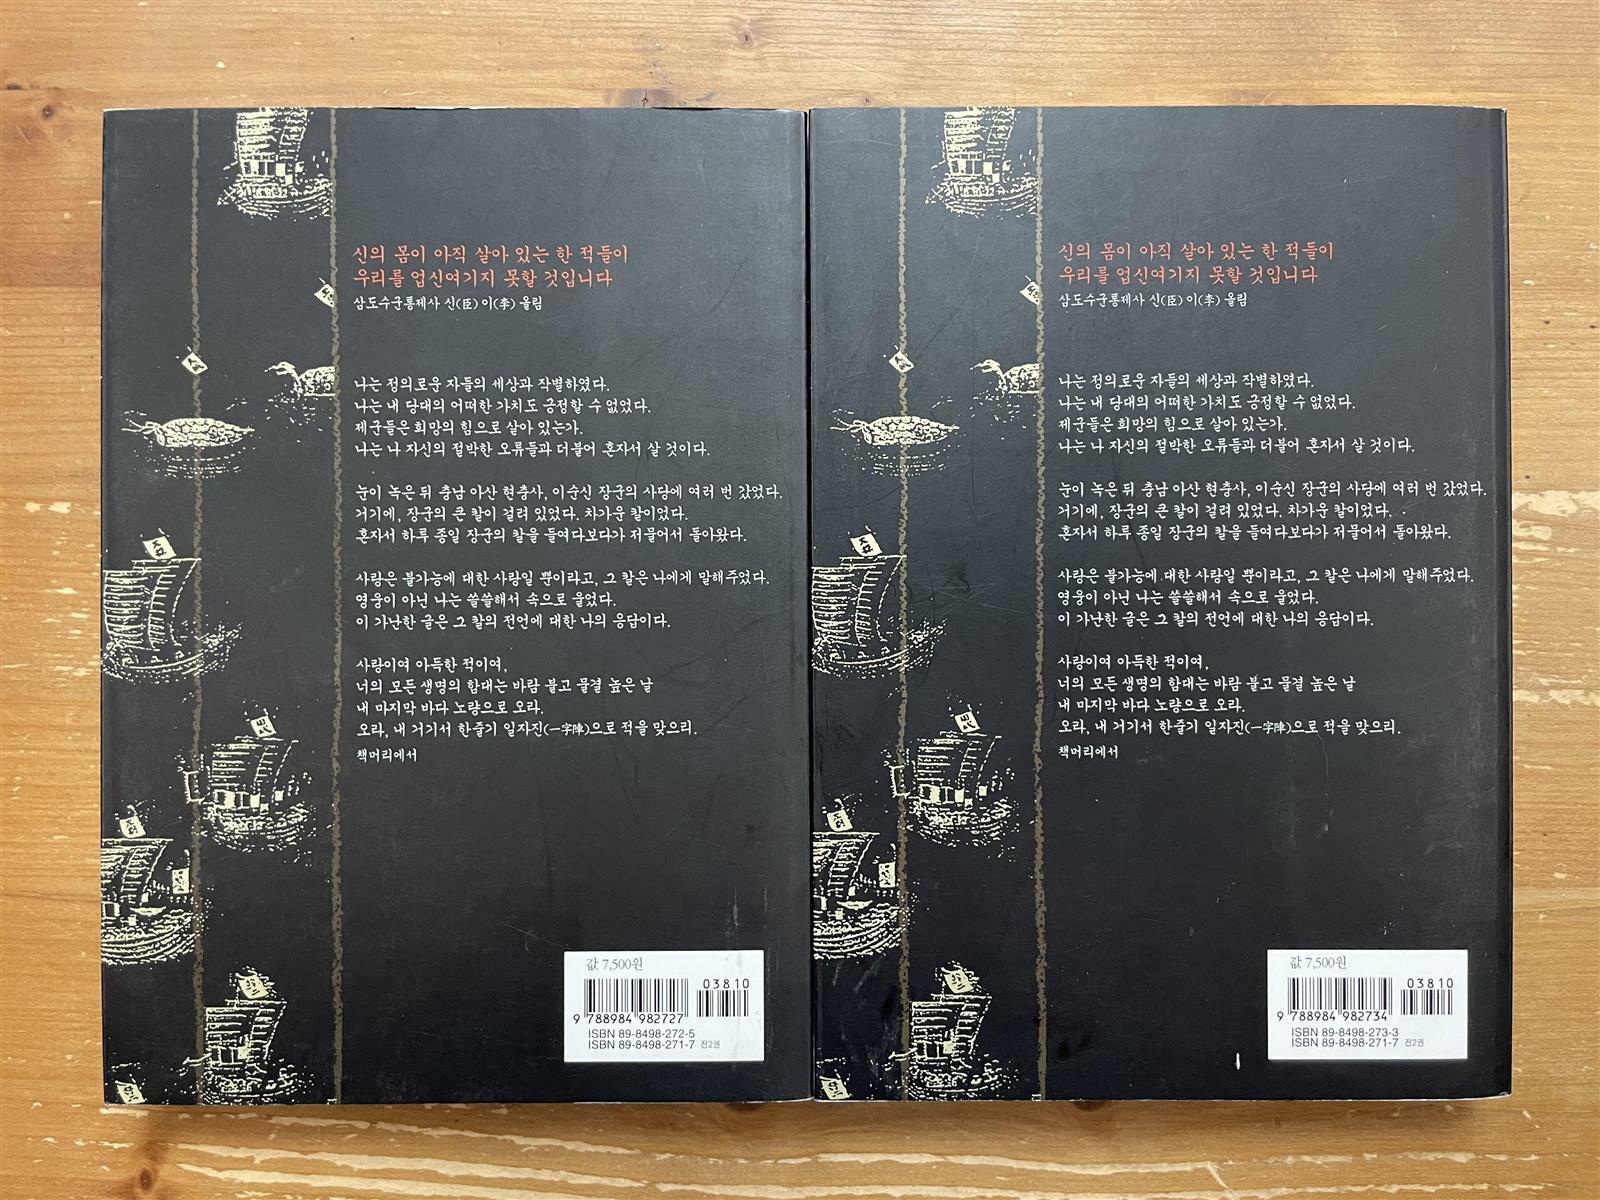 신의 몸이 아직 살아 있는 한 적들이
우리를 업신여기지 못할 것입니다
삼도수군통제사 신(臣) 이(李) 올림
나는 정의로운 자들의 세상과 작별하였다.
나는 내 당대의 어떠한 가치도 긍정할 수 없었다.
제군들은 희망의 힘으로 살아 있는가.
나는 나 자신의 절박한 오류들과 더불어 혼자서 살 것이다.
눈이 녹은 뒤 충남 아산 현충사, 이순신 장군의 사당에 여러 번 갔었다.
거기에, 장군의 큰 칼이 걸려 있었다. 차가운 칼이었다.
혼자서 하루 종일 장군의 칼을 들여다보다가 저물어서 돌아왔다.
사랑은 불가능에 대한 사랑일 뿐이라고, 그 칼은 나에게 말해주었다.
영웅이 아닌 나는 쓸쓸해서 속으로 울었다.
이 가난한 글은 그 칼의 전언에 대한 나의 응답이다.
사랑이여 아득한 적이여,
너의 모든 생명의 함대는 바람 불고 물결 높은 날
내 마지막 바다 노량으로 오라.
오라, 내 거기서 한줄기 일자진(一字陣)으로 적을 맞으리.
책머리에서
값 7,500원
03810
9 788984 982727
ISBN 89-8498-272-5
ISBN 89-8498-271-7 전2권
신의 몸이 아직 살아 있는 한 적들이
우리를 업신여기지 못할 것입니다
삼도수군통제사 신(臣) 이(李) 올림
나는 정의로운 자들의 세상과 작별하였다.
나는 내 당대의 어떠한 가치도 긍정할 수 없었다.
제군들은 희망의 힘으로 살아 있는가.
나는 나 자신의 절박한 오류들과 더불어 혼자서 살 것이다.
눈이 녹은 뒤 충남 아산 현충사, 이순신 장군의 사당에 여러 번 갔었다.
거기에, 장군의 큰 칼이 걸려 있었다. 차가운 칼이었다.
혼자서 하루 종일 장군의 칼을 들여다보다가 저물어서 돌아왔다.
사랑은 불가능에 대한 사랑일 뿐이라고, 그 칼은 나에게 말해주었다.
영웅이 아닌 나는 쓸쓸해서 속으로 울었다.
이 가난한 글은 그 칼의 전언에 대한 나의 응답이다.
사랑이여 아득한 적이여,
너의 모든 생명의 함대는 바람 불고 물결 높은 날
내 마지막 바다 노량으로 오라.
오라, 내 거기서 한줄기 일자진(一字陣)으로 적을 맞으리.
책머리에서
값 7,500원
03810
9 788984 982734
ISBN 89-8498-273-3
ISBN 89-8498-271-7 전2권